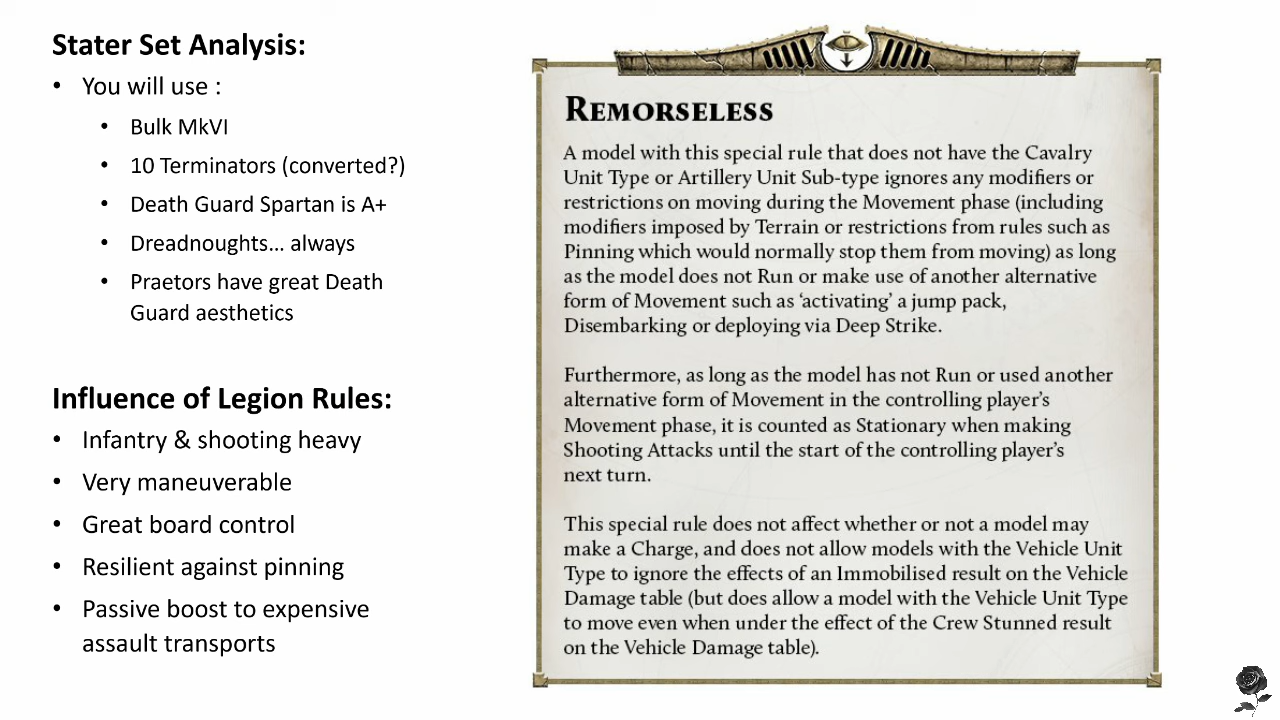 Stater Set Analysis:
• You will use :
• Bulk MkVI
• 10 Terminators (converted?)
• Death Guard Spartan is A+
• Dreadnoughts… always
• Praetors have great Death
Guard aesthetics
Influence of Legion Rules:
• Infantry & shooting heavy
• Very maneuverable
• Great board control
• Resilient against pinning
• Passive boost to expensive
assault transports
REMORSELESS
A model with this special rule that does not have the Cavalry
Unit Type or Artillery Unit Sub-type ignores any modifiers or
restrictions on moving during the Movement phase (including
modifiers imposed by Terrain or restrictions from rules such as
Pinning which would normally stop them from moving) as long
as the model does not Run or make use of another alternative
form of Movement such as ‘activating’ a jump pack,
Disembarking or deploying via Deep Strike.
Furthermore, as long as the model has not Run or used another
alternative form of Movement in the controlling player’s
Movement phase, it is counted as Stationary when making
Shooting Attacks until the start of the controlling player’s
next turn.
This special rule does not affect whether or not a model may
make a Charge, and does not allow models with the Vehicle Unit
Type to ignore the effects of an Immobilised result on the Vehicle
Damage table (but does allow a model with the Vehicle Unit Type
to move even when under the effect of the Crew Stunned result
on the Vehicle Damage table).